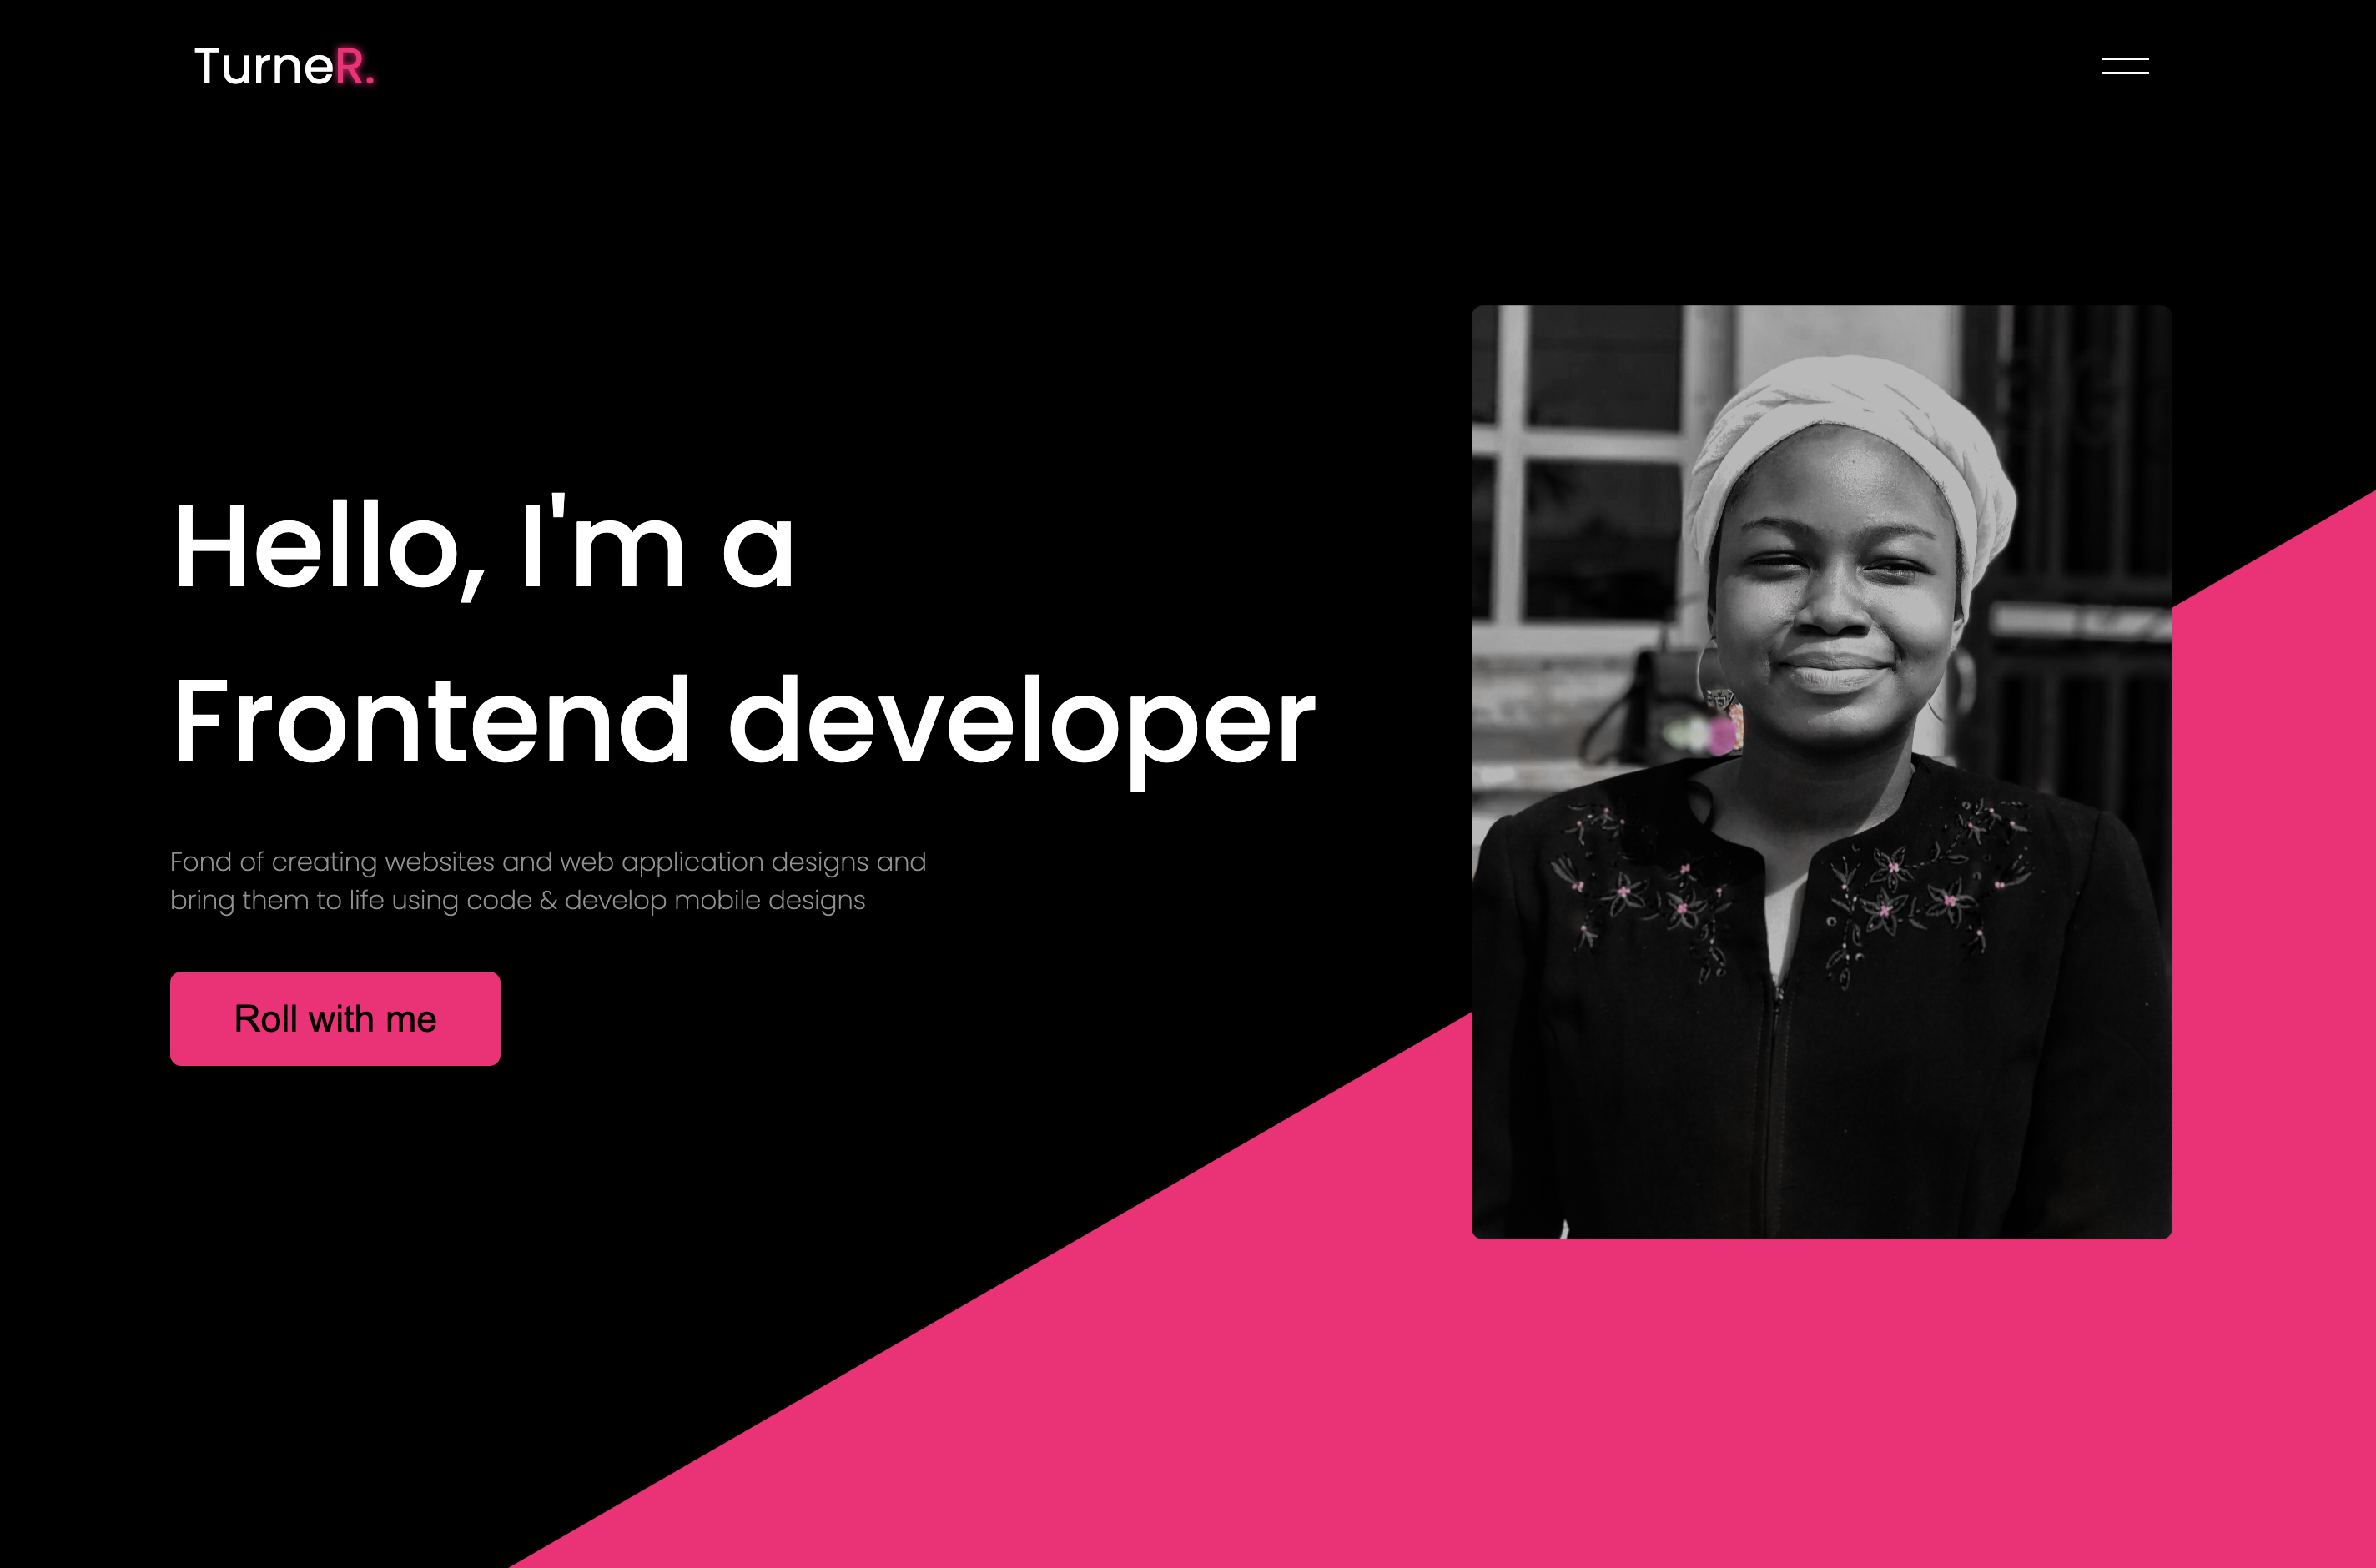 TurneR.
Hello, I'm a
Frontend developer
Fond of creating websites and web application designs and
bring them to life using code & develop mobile designs
Roll with me